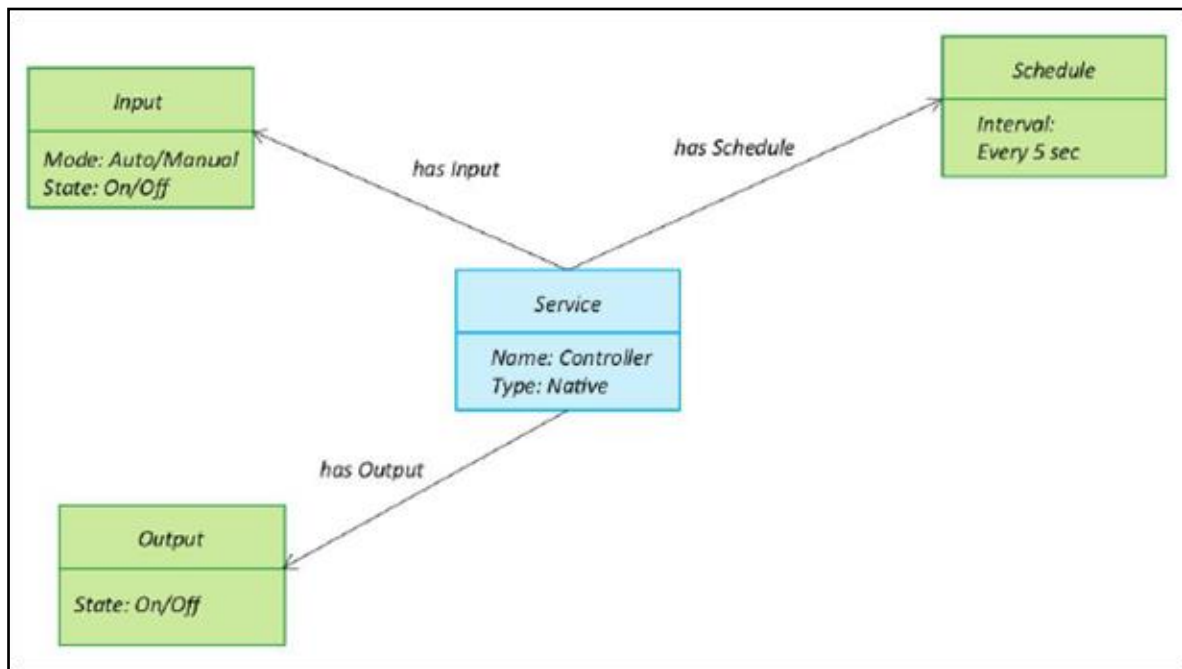 Schedule
Input
Interval:
Every 5 sec
Mode: Auto/Manual
State: On/Off
has Input
has Schedule
Service
Name: Controller
Type: Native
has Output
Output
State: On/Off